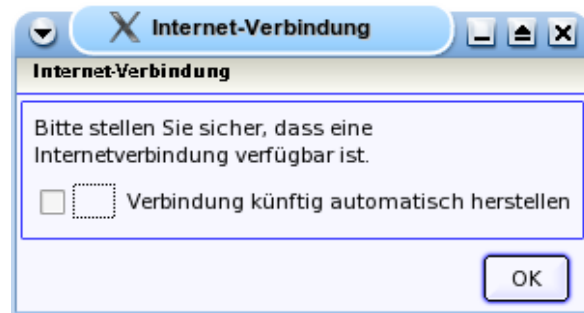 Internet-Verbindung
Internet-Verbindung
Bitte stellen Sie sicher, dass eine
Internetverbindung verfügbar ist.
Verbindung künftig automatisch herstellen
OK